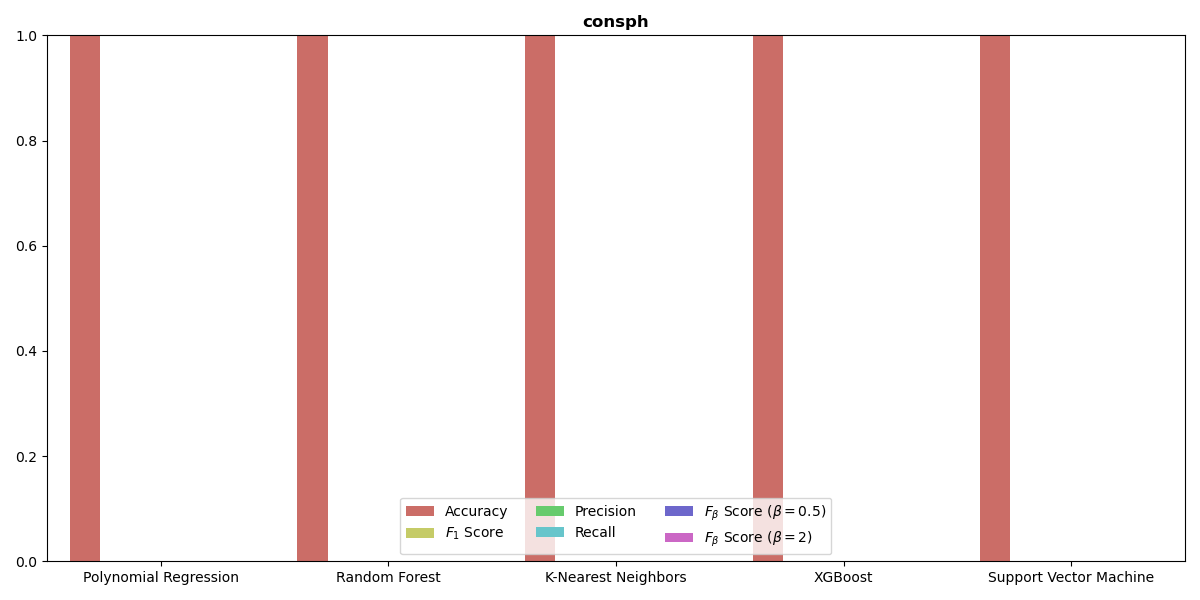 consph
1.0
0.8
0.6
0.4
0.2
0.0
Accuracy
F₁ Score
Precision
Recall
Fᵦ Score (β = 0.5)
Fᵦ Score (β = 2)
Polynomial Regression
Random Forest
K-Nearest Neighbors
XGBoost
Support Vector Machine